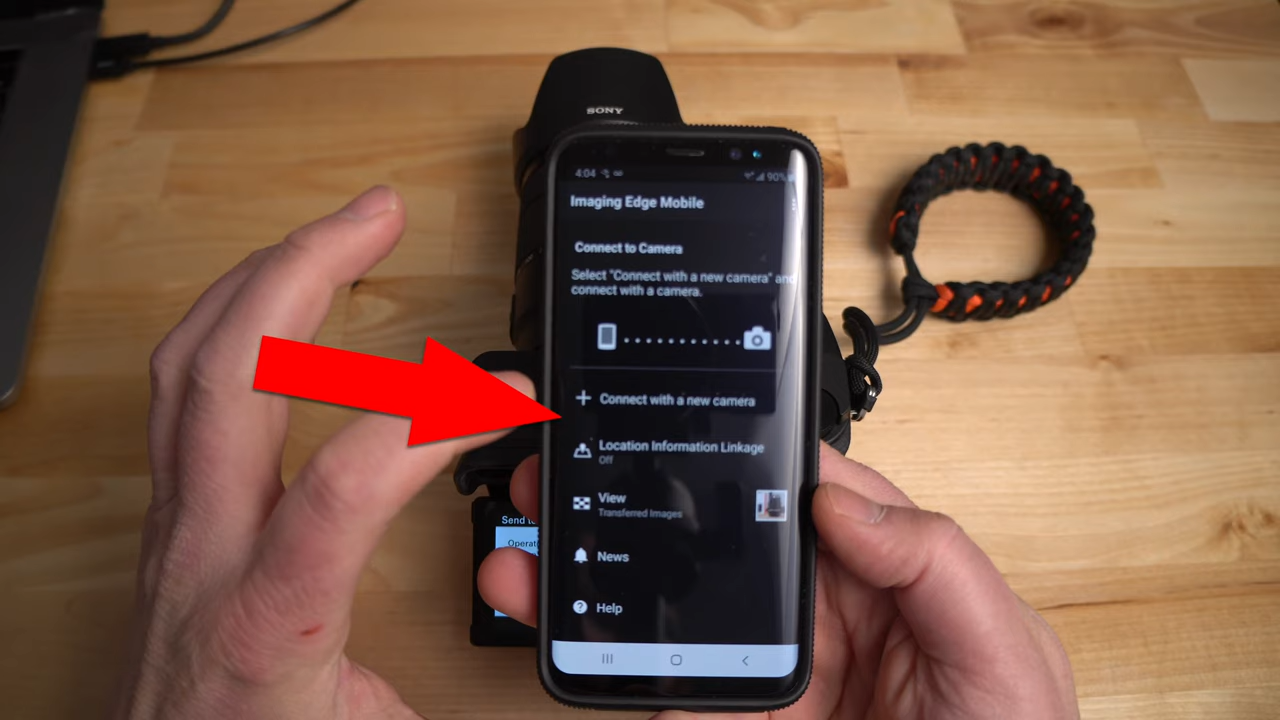 SONY
4:04
90%
Imaging Edge Mobile
Connect to Camera
Select "Connect with a new camera" and
connect with a camera.
Connect with a new camera
Location Information Linkage
Off
View
Transferred Images
News
Help
Send to